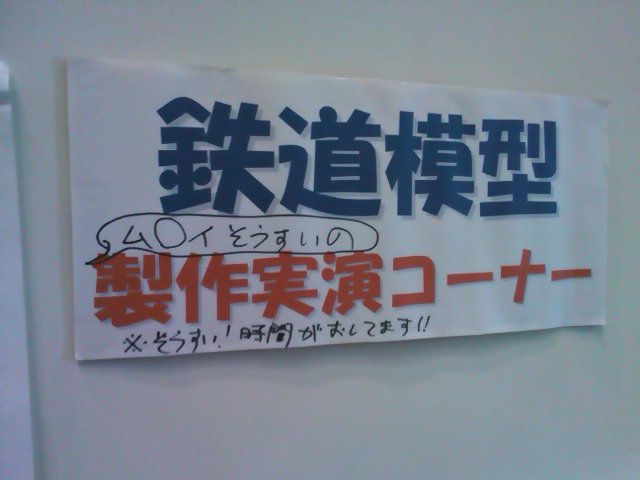 鉄道模型
ム〇イそうすいの
製作実演コーナー
※そうすい!時間がおしてます!!